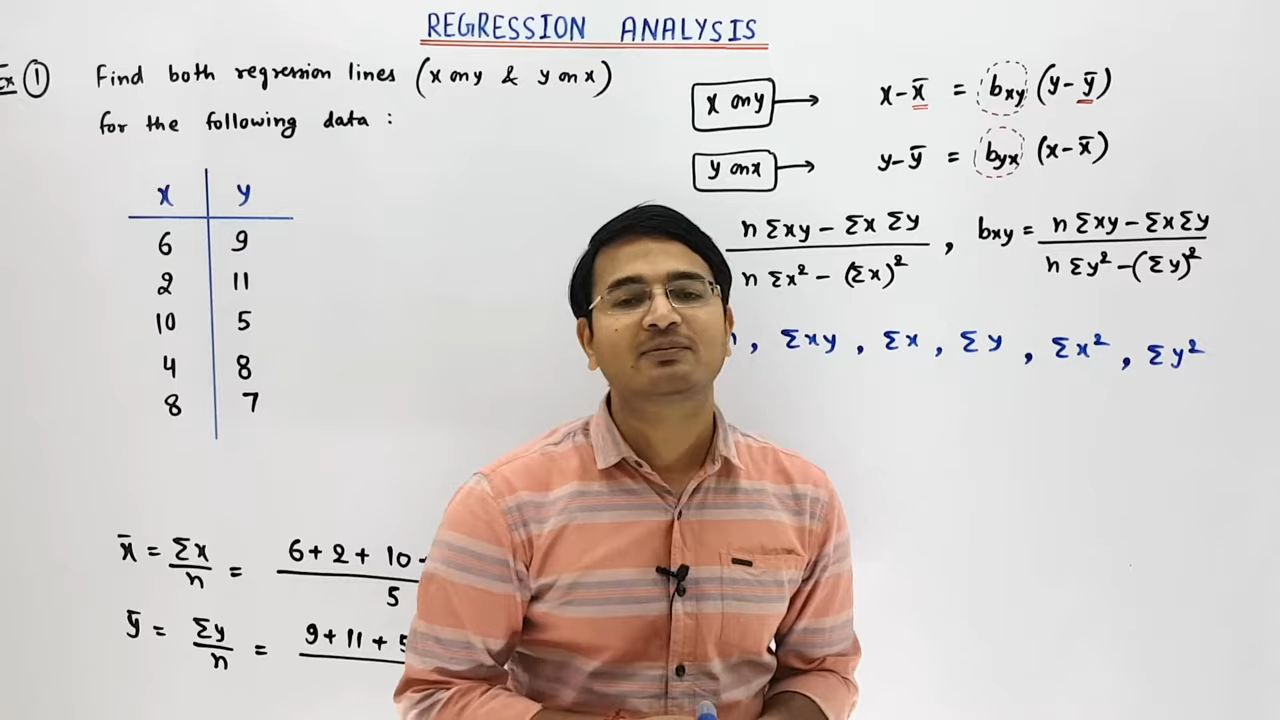 REGRESSION ANALYSIS
Ex ① Find both regression lines (x on y & y on x)
for the following data :
x y
6 9
2 11
10 5
4 8
8 7
x̄ = Σx/n = 6+2+10 /5
ȳ = Σy/n = 9+11+5
x on y → x-x̄ = bxy (y-ȳ)
y on x → y-ȳ = byx (x-x̄)
n Σxy - Σx Σy / n Σx² - (Σx)² , bxy = n Σxy - Σx Σy / n Σy² - (Σy)²
n , Σxy , Σx , Σy , Σx² , Σy²